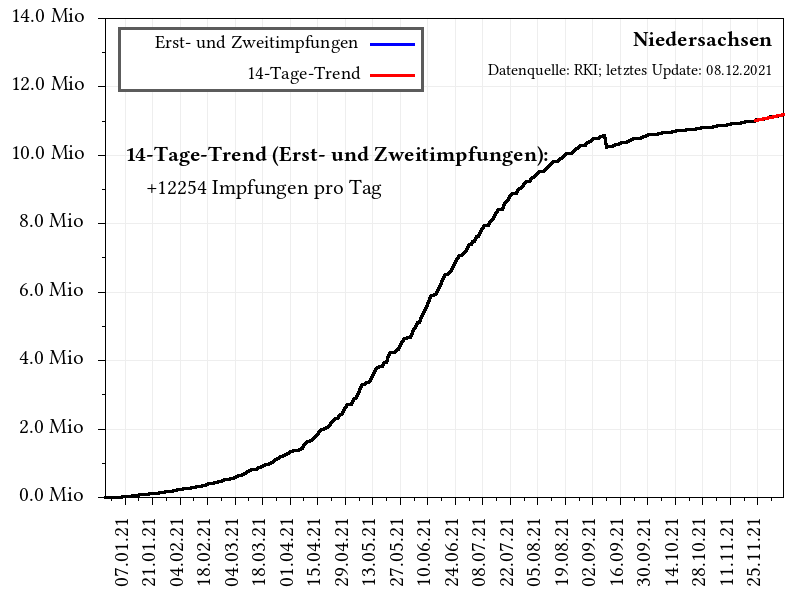 14.0 Mio
12.0 Mio
10.0 Mio
8.0 Mio
6.0 Mio
4.0 Mio
2.0 Mio
0.0 Mio
Erst- und Zweitimpfungen
14-Tage-Trend
Niedersachsen
Datenquelle: RKI; letztes Update: 08.12.2021
14-Tage-Trend (Erst- und Zweitimpfungen):
+12254 Impfungen pro Tag
07.01.21
21.01.21
04.02.21
18.02.21
04.03.21
18.03.21
01.04.21
15.04.21
29.04.21
13.05.21
27.05.21
10.06.21
24.06.21
08.07.21
22.07.21
05.08.21
19.08.21
02.09.21
16.09.21
30.09.21
14.10.21
28.10.21
11.11.21
25.11.21